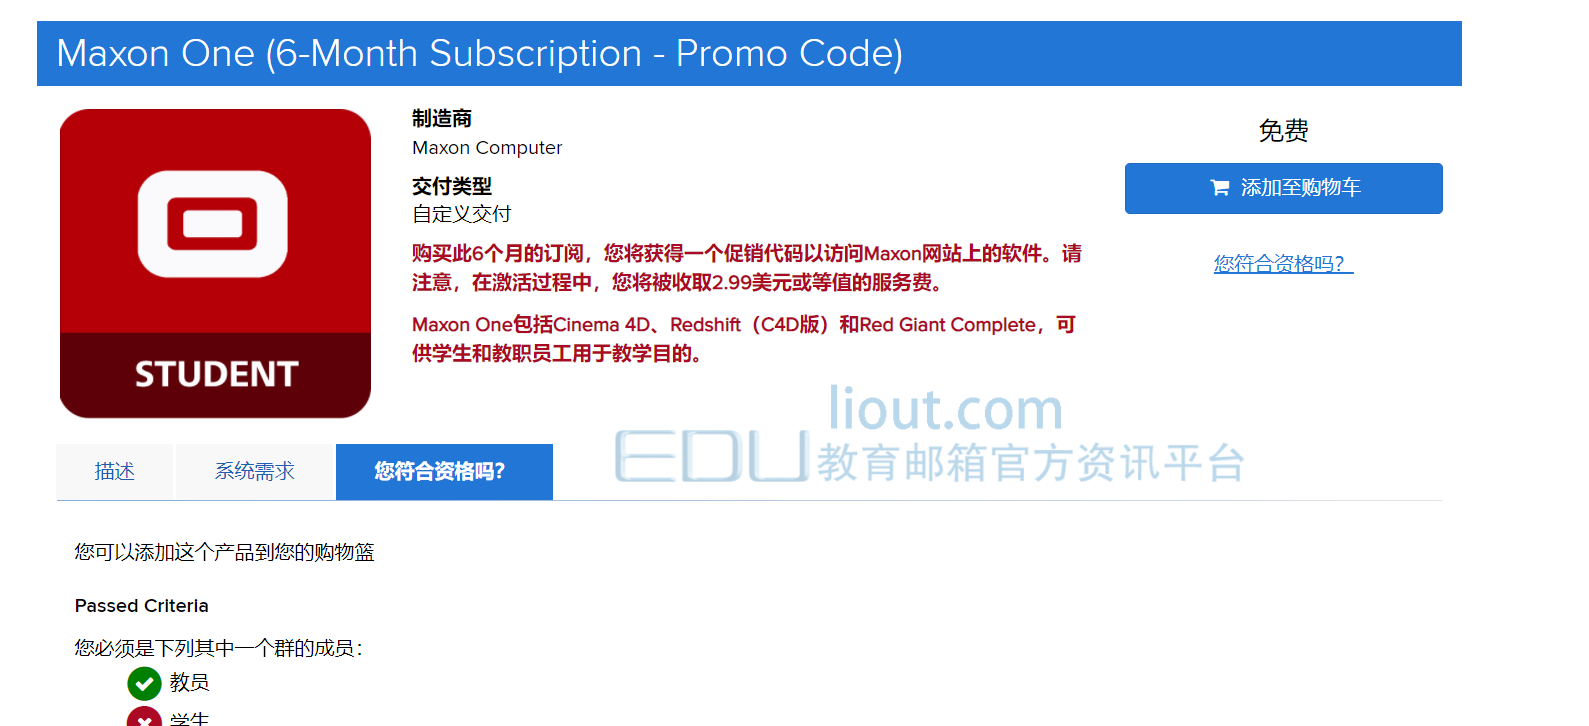 Maxon One (6-Month Subscription - Promo Code)
制造商
Maxon Computer
交付类型
自定义交付
购买此6个月的订阅，您将获得一个促销代码以访问Maxon网站上的软件。请
注意，在激活过程中，您将被收取2.99美元或等值的服务费。
Maxon One包括Cinema 4D、Redshift（C4D版）和Red Giant Complete，可
供学生和教职员工用于教学目的。
STUDENT
免费
添加至购物车
您符合资格吗？
liout.com
EDU 教育邮箱官方资讯平台
描述
系统需求
您符合资格吗？
您可以添加这个产品到您的购物篮
Passed Criteria
您必须是下列其中一个群的成员：
教员
学生